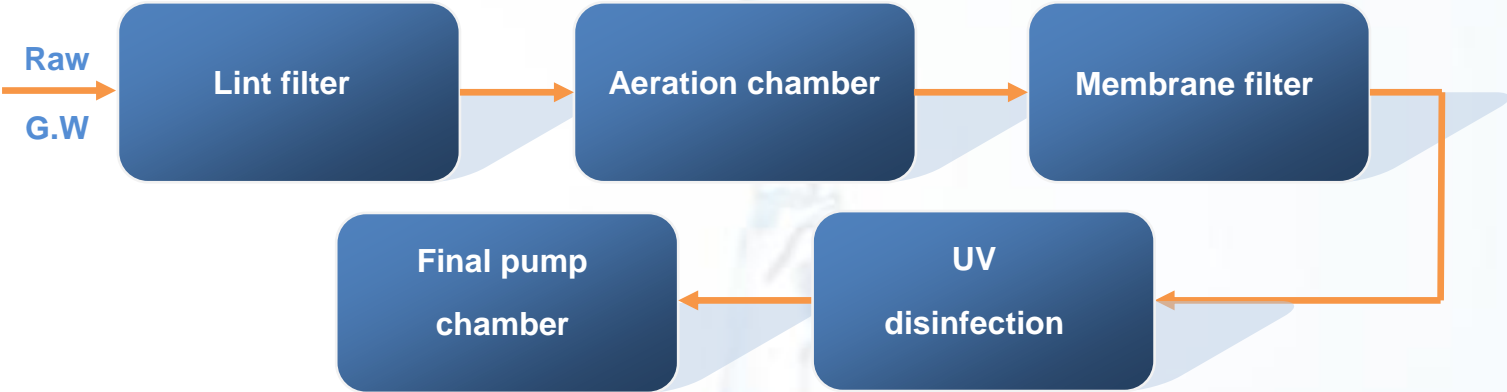 Raw
G.W
Lint filter
Aeration chamber
Membrane filter
UV
disinfection
Final pump
chamber